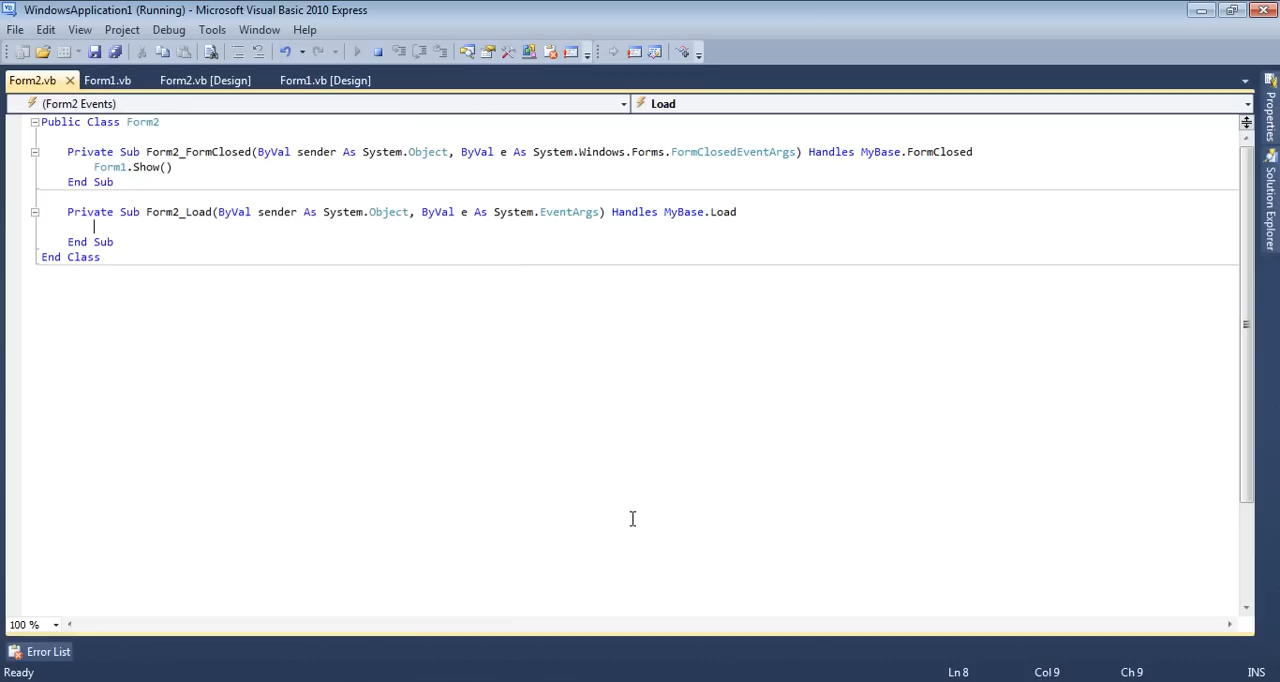 WindowsApplication1 (Running) - Microsoft Visual Basic 2010 Express
File Edit View Project Debug Tools Window Help
Form2.vb Form1.vb Form2.vb [Design] Form1.vb [Design]
(Form2 Events) Load
Public Class Form2
Private Sub Form2_FormClosed(ByVal sender As System.Object, ByVal e As System.Windows.Forms.FormClosedEventArgs) Handles MyBase.FormClosed
Form1.Show()
End Sub
Private Sub Form2_Load(ByVal sender As System.Object, ByVal e As System.EventArgs) Handles MyBase.Load
End Sub
End Class
Properties
Solution Explorer
100 %
Error List
Ready Ln 8 Col 9 Ch 9 INS